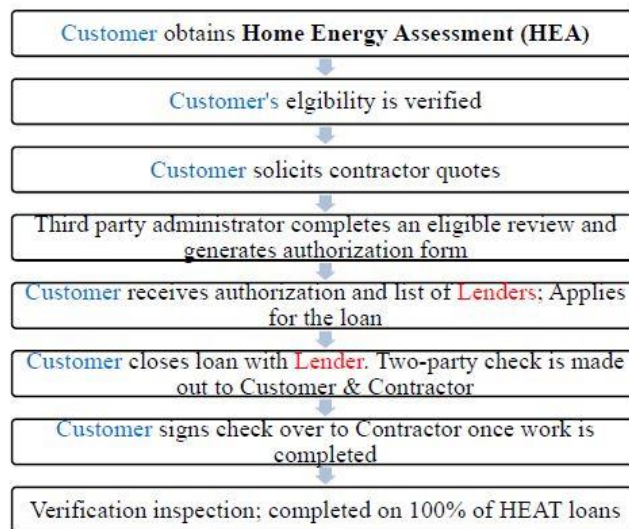 Customer obtains Home Energy Assessment (HEA)
Customer's elgibility is verified
Customer solicits contractor quotes
Third party administrator completes an eligible review and
generates authorization form
Customer receives authorization and list of Lenders; Applies
for the loan
Customer closes loan with Lender. Two-party check is made
out to Customer & Contractor
Customer signs check over to Contractor once work is
completed
Verification inspection; completed on 100% of HEAT loans